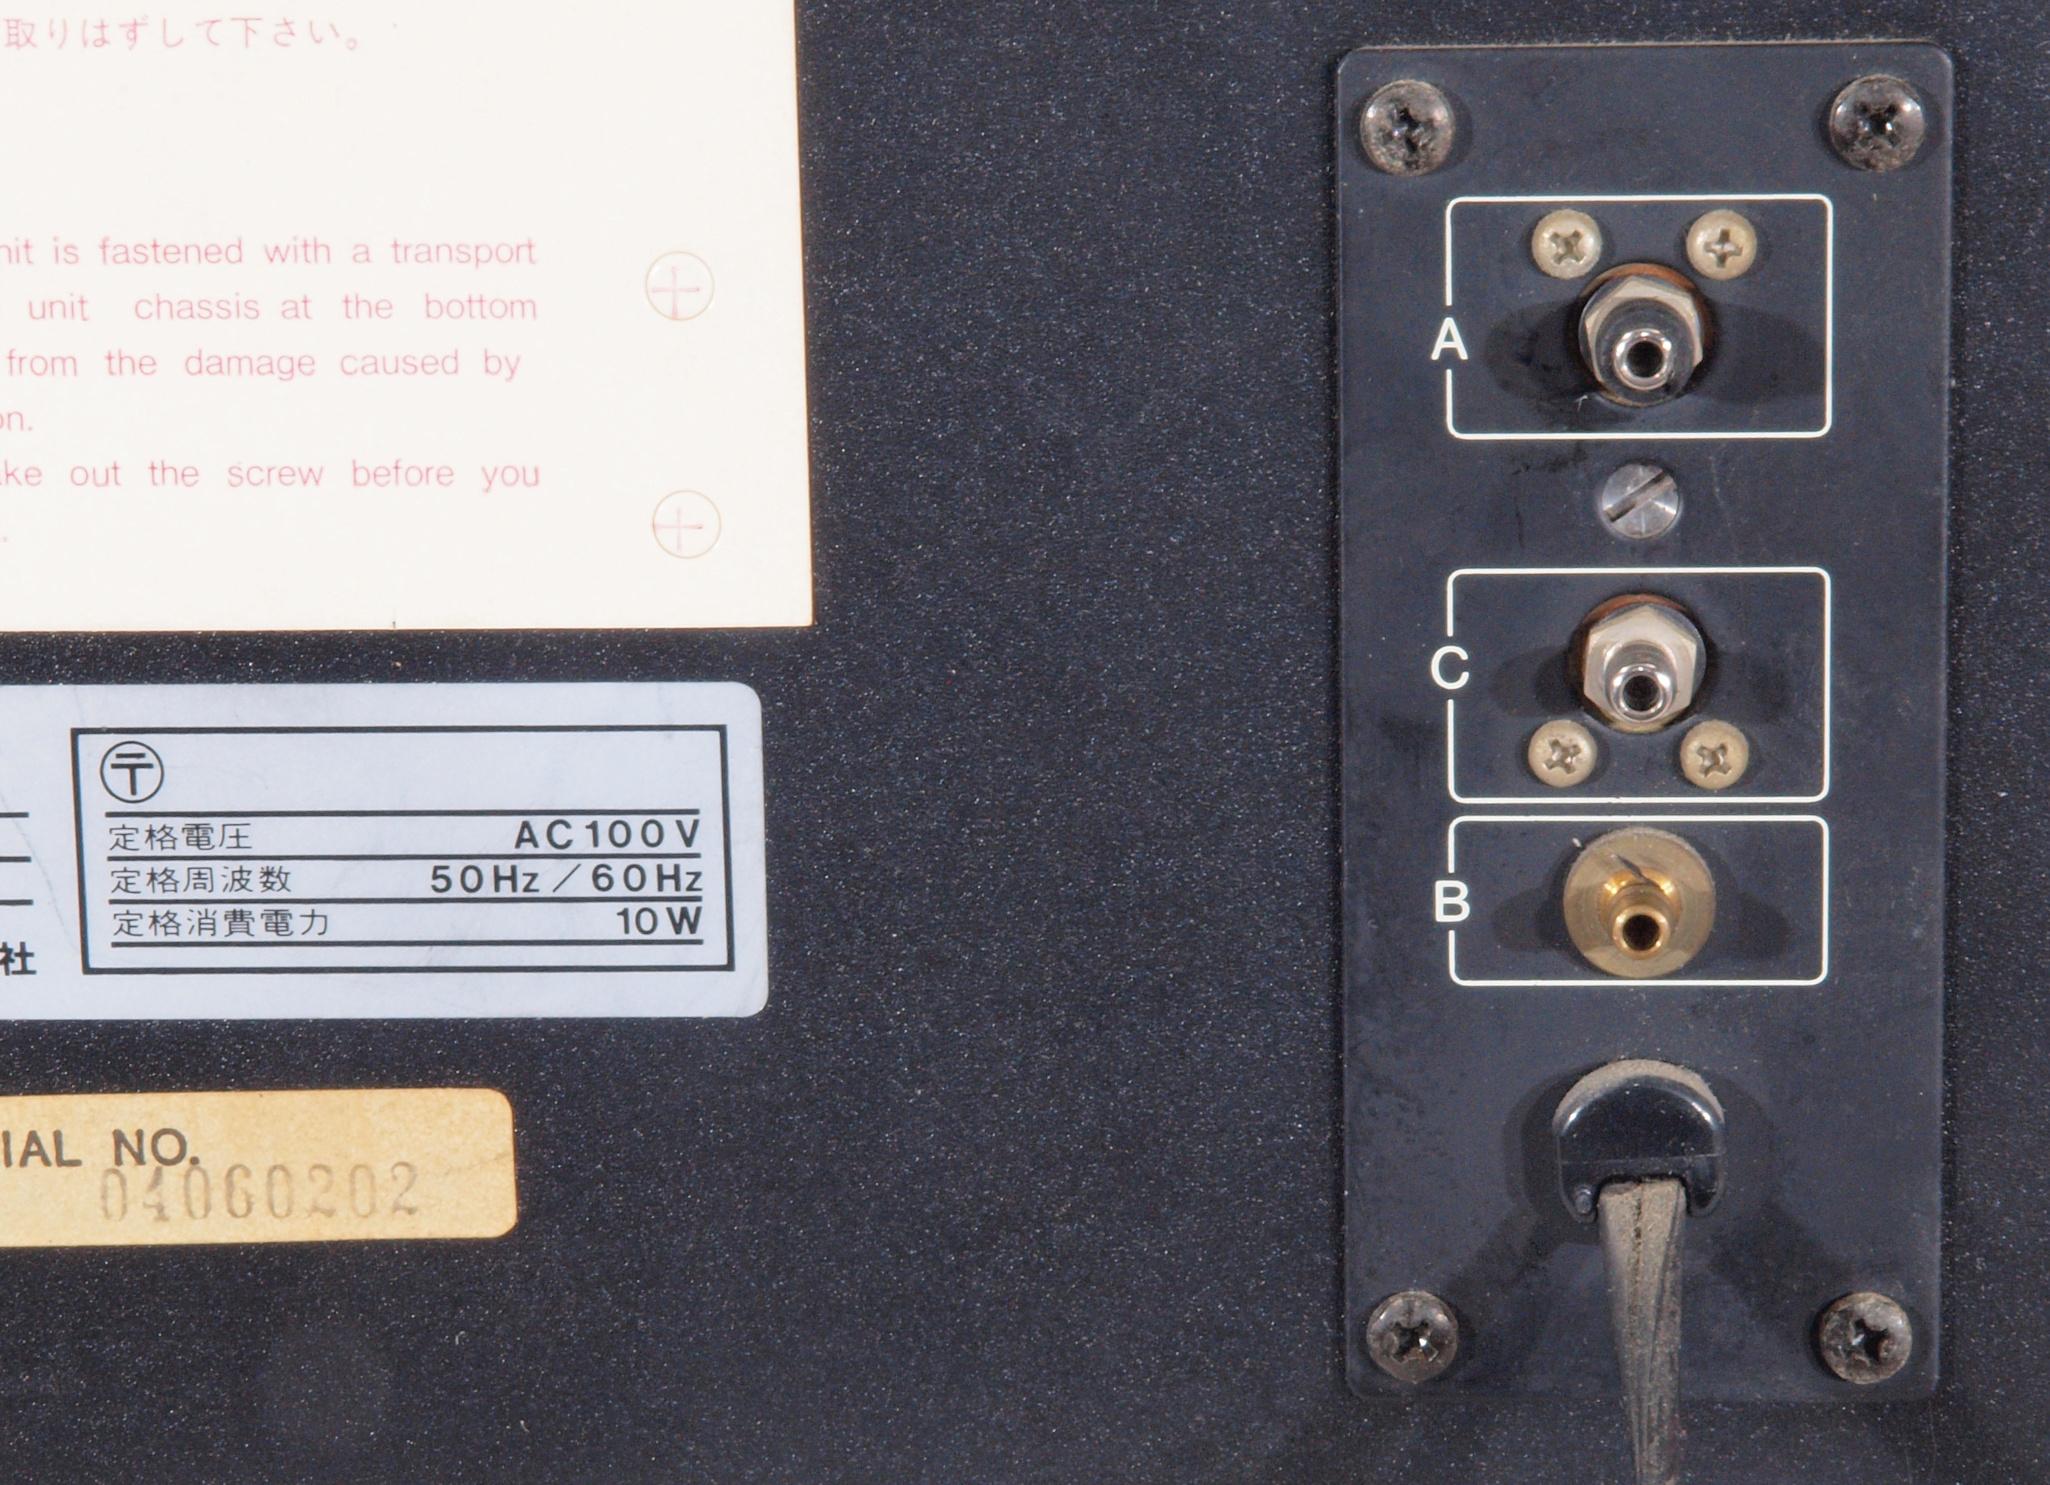 取りはずして下さい。
nit is fastened with a transport
unit chassis at the bottom
from the damage caused by
on.
ake out the screw before you
〒
定格電圧 AC100V
定格周波数 50Hz/60Hz
定格消費電力 10W
社
IAL NO.
04060202
A
C
B